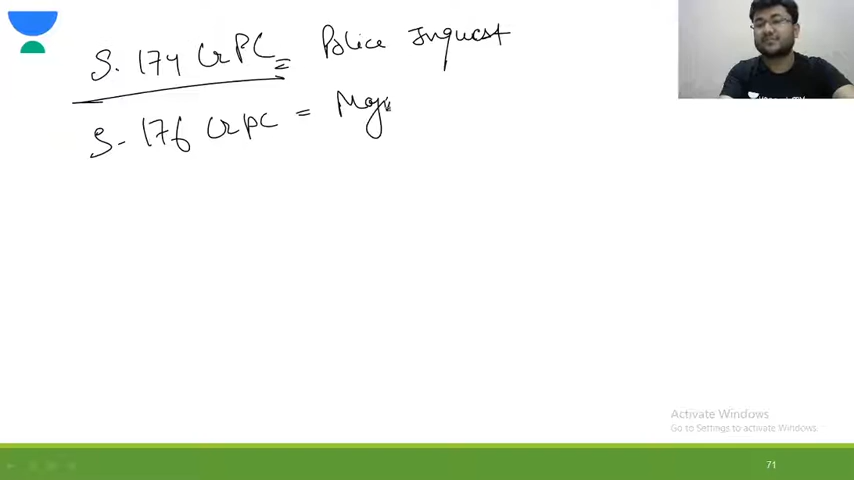 S. 174 CrPC = Police Inquest
S- 176 CrPC = Mag
Activate Windows
Go to Settings to activate Windows.
71